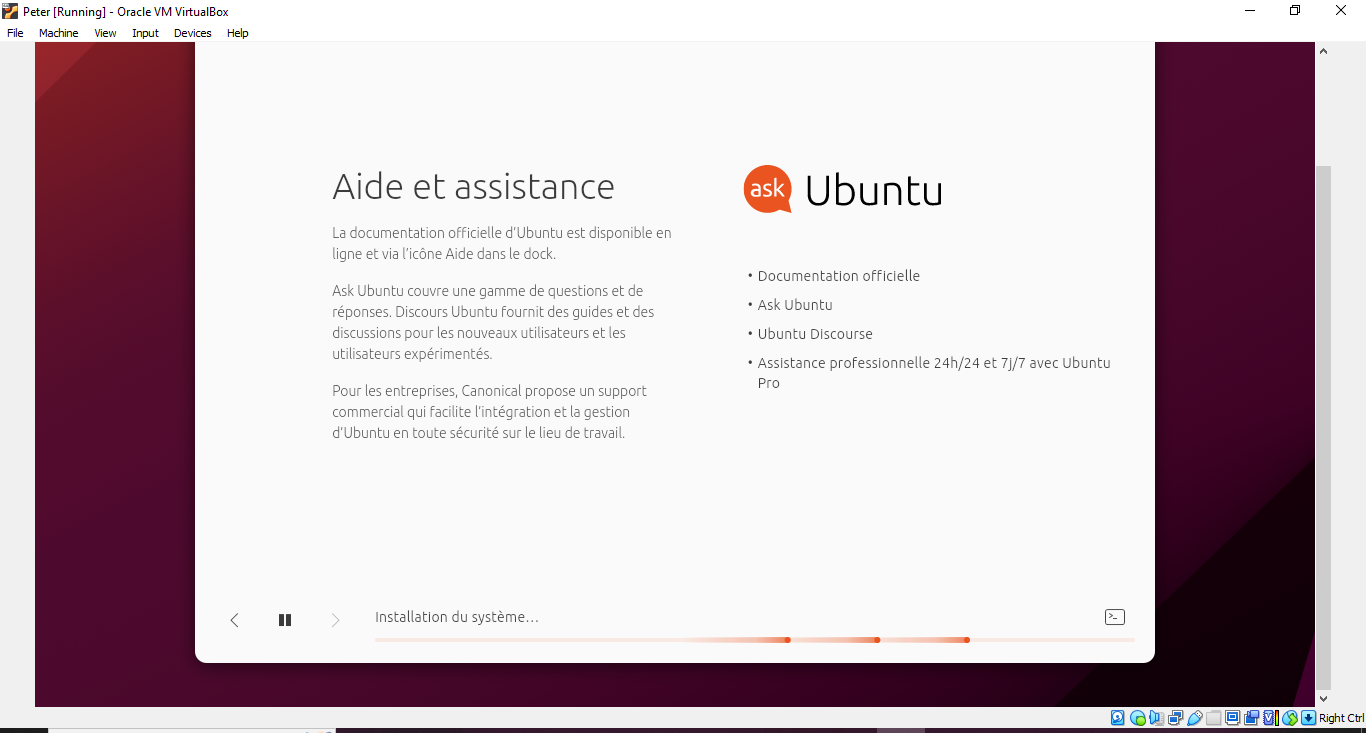 Peter [Running] - Oracle VM VirtualBox
File Machine View Input Devices Help
Aide et assistance
La documentation officielle d’Ubuntu est disponible en
ligne et via l’icône Aide dans le dock.
Ask Ubuntu couvre une gamme de questions et de
réponses. Discours Ubuntu fournit des guides et des
discussions pour les nouveaux utilisateurs et les
utilisateurs expérimentés.
Pour les entreprises, Canonical propose un support
commercial qui facilite l’intégration et la gestion
d’Ubuntu en toute sécurité sur le lieu de travail.
ask Ubuntu
• Documentation officielle
• Ask Ubuntu
• Ubuntu Discourse
• Assistance professionnelle 24h/24 et 7j/7 avec Ubuntu
Pro
Installation du système…
Right Ctrl